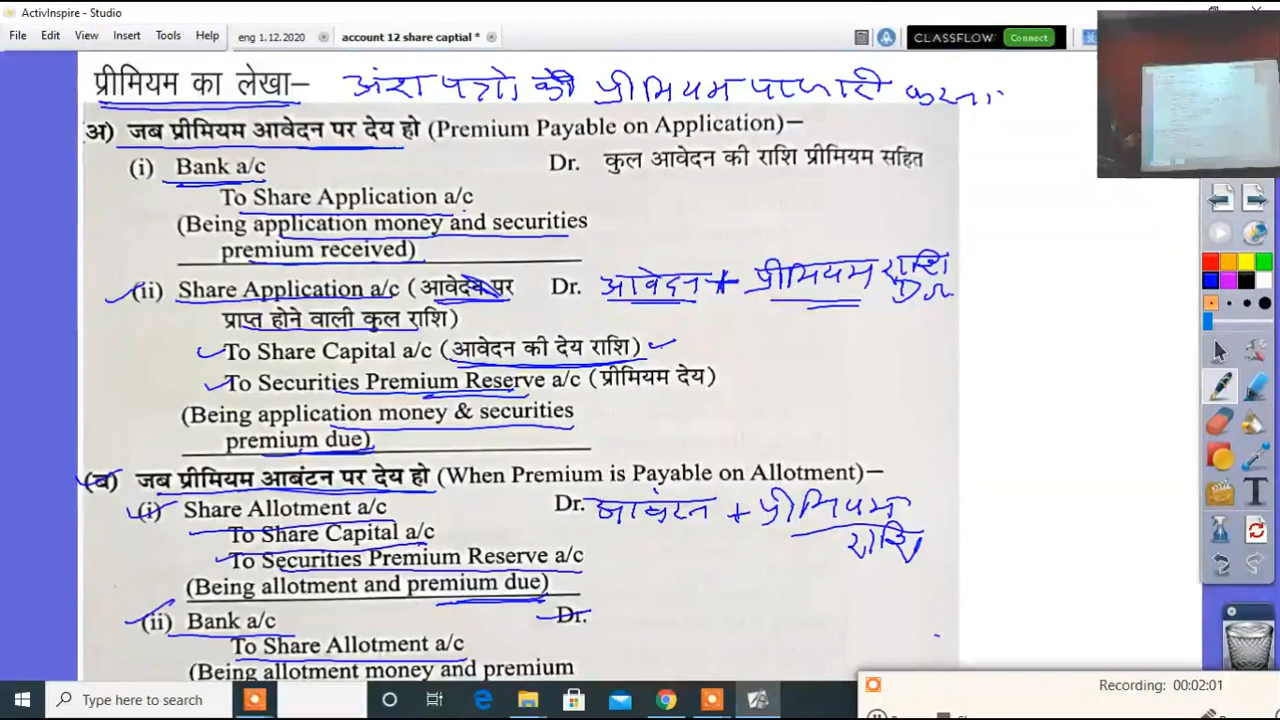 ActivInspire - Studio
File Edit View Insert Tools Help
eng 1.12.2020
account 12 share captial *
CLASSFLOW Connect
प्रीमियम का लेखा- अंश पत्रों को प्रीमियम पर जारी करना
अ) जब प्रीमियम आवेदन पर देय हो (Premium Payable on Application)–
(i) Bank a/c Dr. कुल आवेदन की राशि प्रीमियम सहित
To Share Application a/c
(Being application money and securities
premium received)
(ii) Share Application a/c (आवेदन पर Dr. आवेदन + प्रीमियम राशि
Dr
प्राप्त होने वाली कुल राशि)
To Share Capital a/c (आवेदन की देय राशि)
To Securities Premium Reserve a/c (प्रीमियम देय)
(Being application money & securities
premium due)
(ब) जब प्रीमियम आबंटन पर देय हो (When Premium is Payable on Allotment)–
(i) Share Allotment a/c Dr. आवंटन + प्रीमियम
राशि
To Share Capital a/c
To Securities Premium Reserve a/c
(Being allotment and premium due)
(ii) Bank a/c Dr.
To Share Allotment a/c
(Being allotment money and premium
Recording: 00:02:01
Type here to search